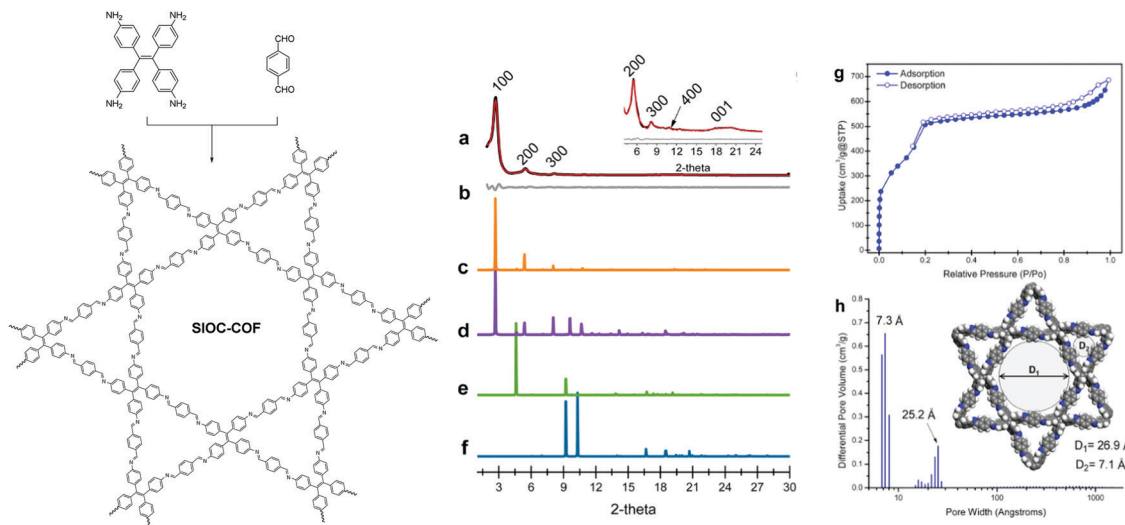 NH₂
NH₂
CHO
CHO
NH₂
NH₂
SIOC-COF
a
b
c
d
e
f
100
200
300
200
300
400
001
6 9 12 15 18 21 24
2-theta
3 6 9 12 15 18 21 24 27 30
2-theta
g
Adsorption
Desorption
Uptake (cm³/g@STP)
700
600
500
400
300
200
100
0
0.0 0.2 0.4 0.6 0.8 1.0
Relative Pressure (P/Po)
h
Differential Pore Volume (cm³/g)
0.8
0.7
0.6
0.5
0.4
0.3
0.2
0.1
0.0
7.3 Å
25.2 Å
D₁
D₂
D₁= 26.9 Å
D₂= 7.1 Å
10 100 1000
Pore Width (Angstroms)